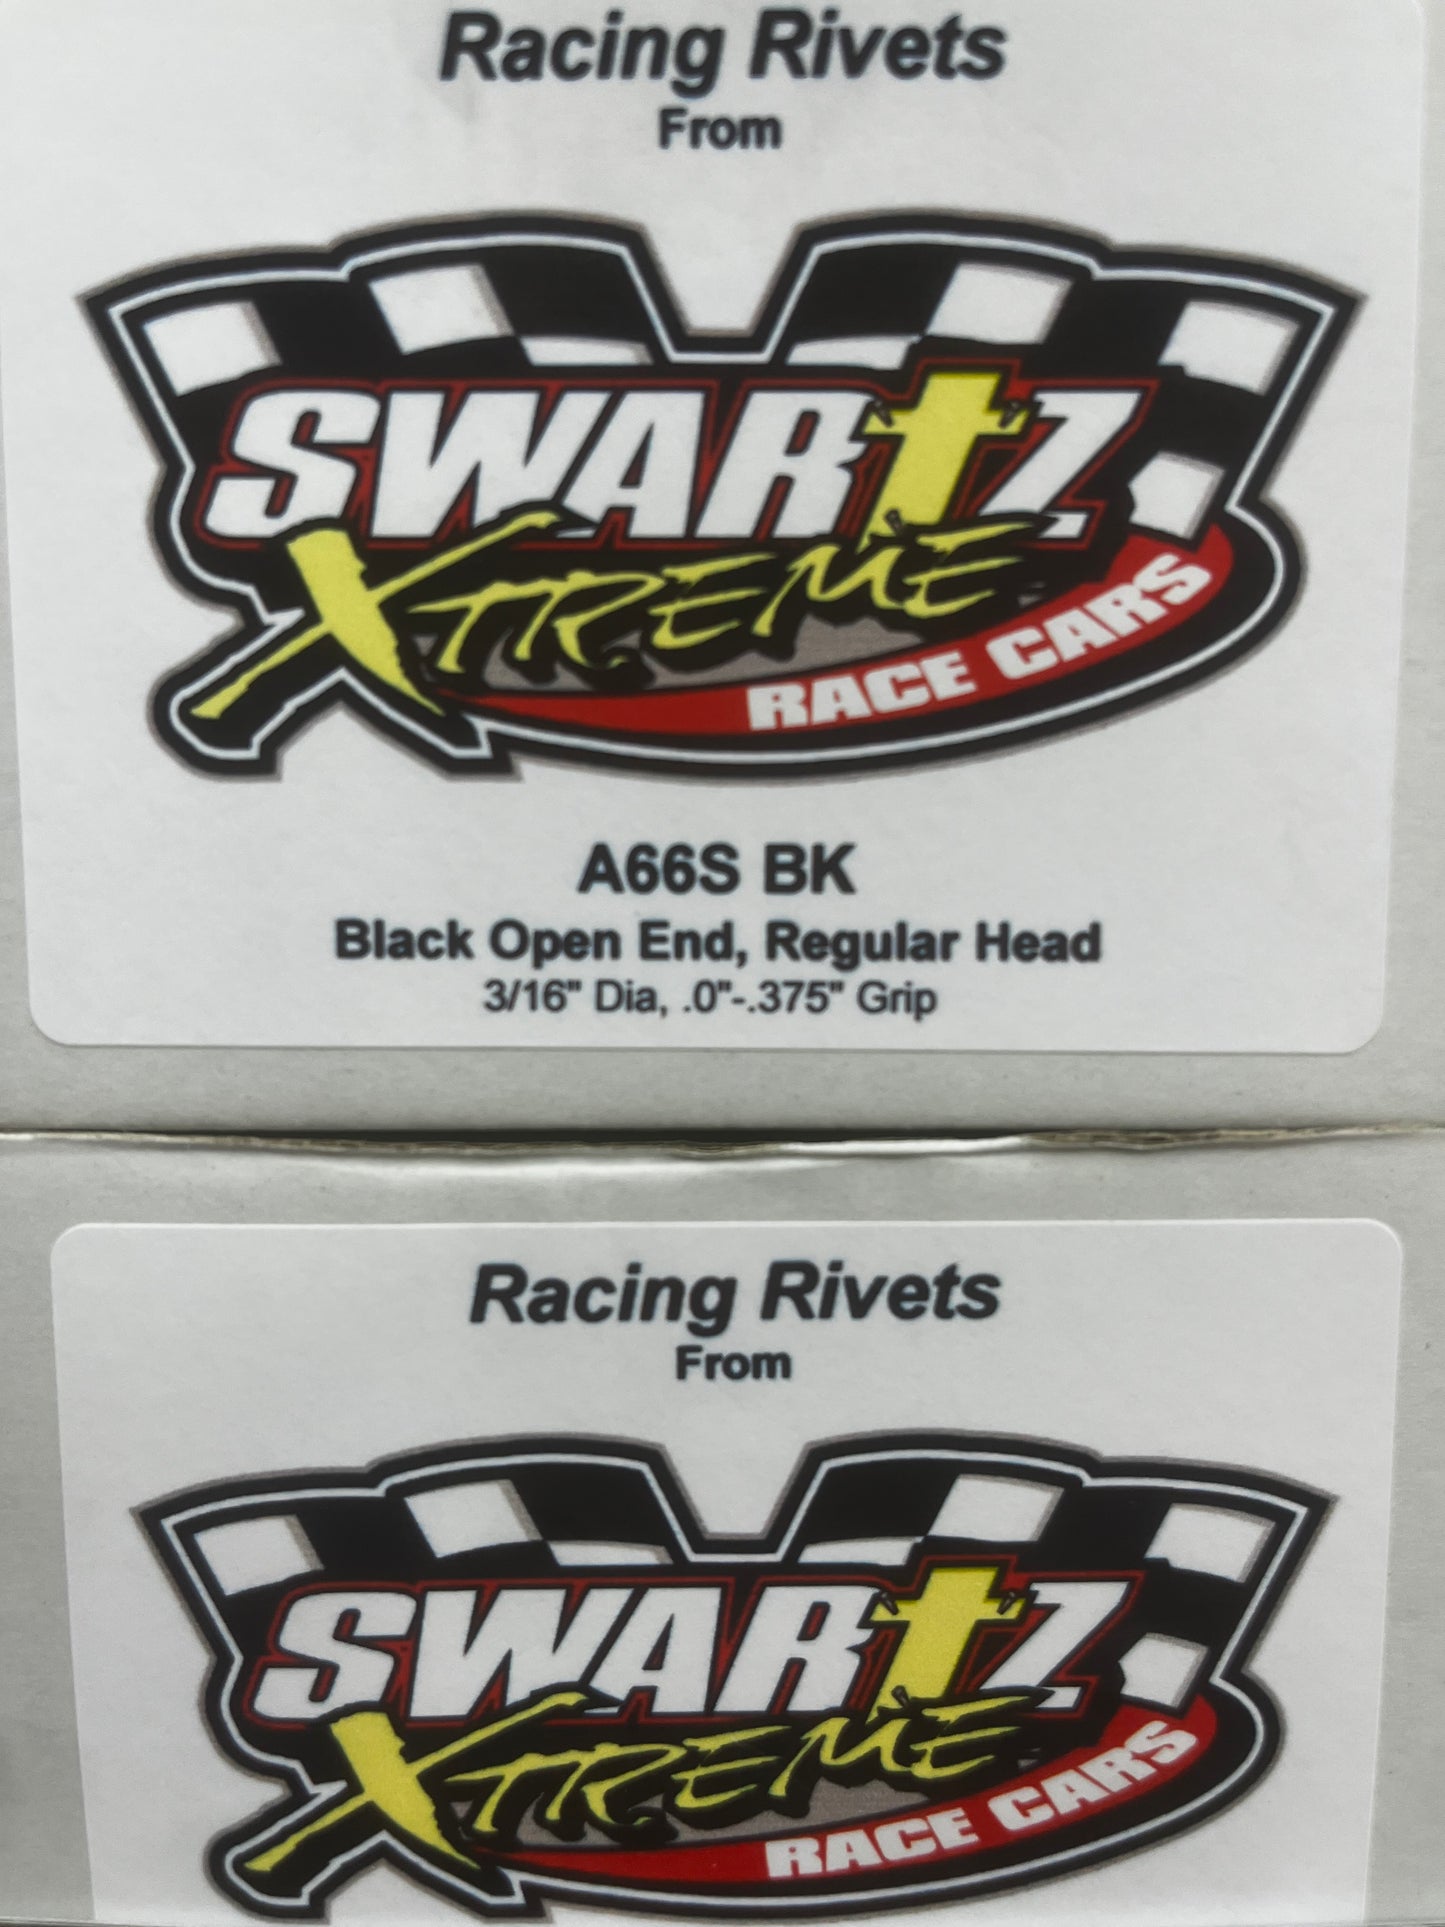 Racing Rivets
From
SWARtZ
XTREME
RACE CARS
A66S BK
Black Open End, Regular Head
3/16" Dia, .0"-.375" Grip
Racing Rivets
From
SWARtZ
XTREME
RACE CARS